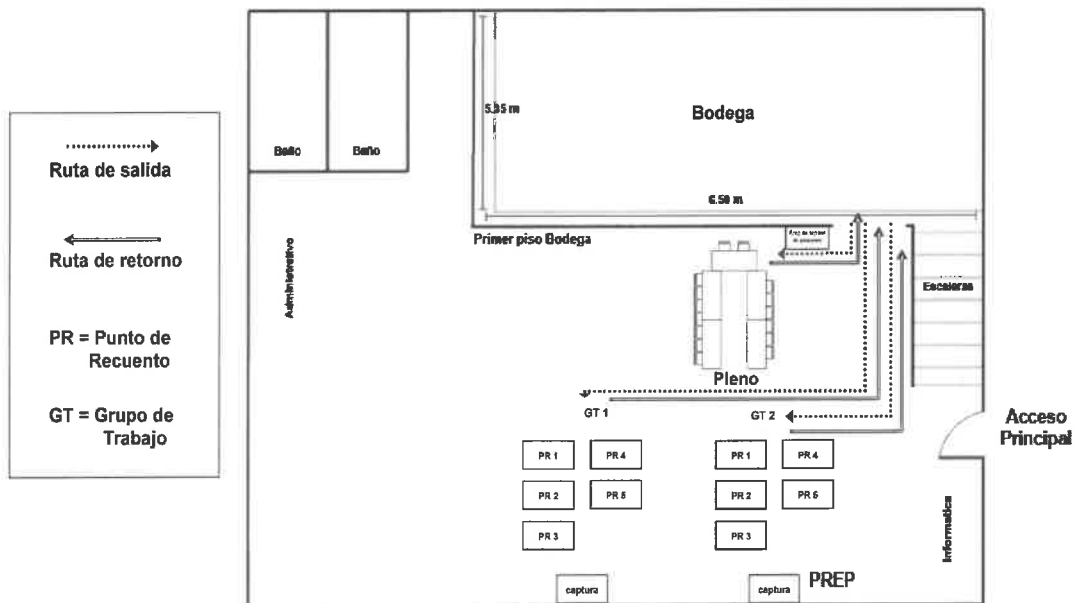 Ruta de salida
Ruta de retorno
PR = Punto de
Recuento
GT = Grupo de
Trabajo
Baño
Baño
5.35 m
Bodega
6.50 m
Primer piso Bodega
Administrativo
Escaleras
Pleno
GT 1
GT 2
Acceso
Principal
PR 1
PR 4
PR 2
PR 5
PR 3
PR 1
PR 4
PR 2
PR 5
PR 3
Informatica
captura
captura
PREP